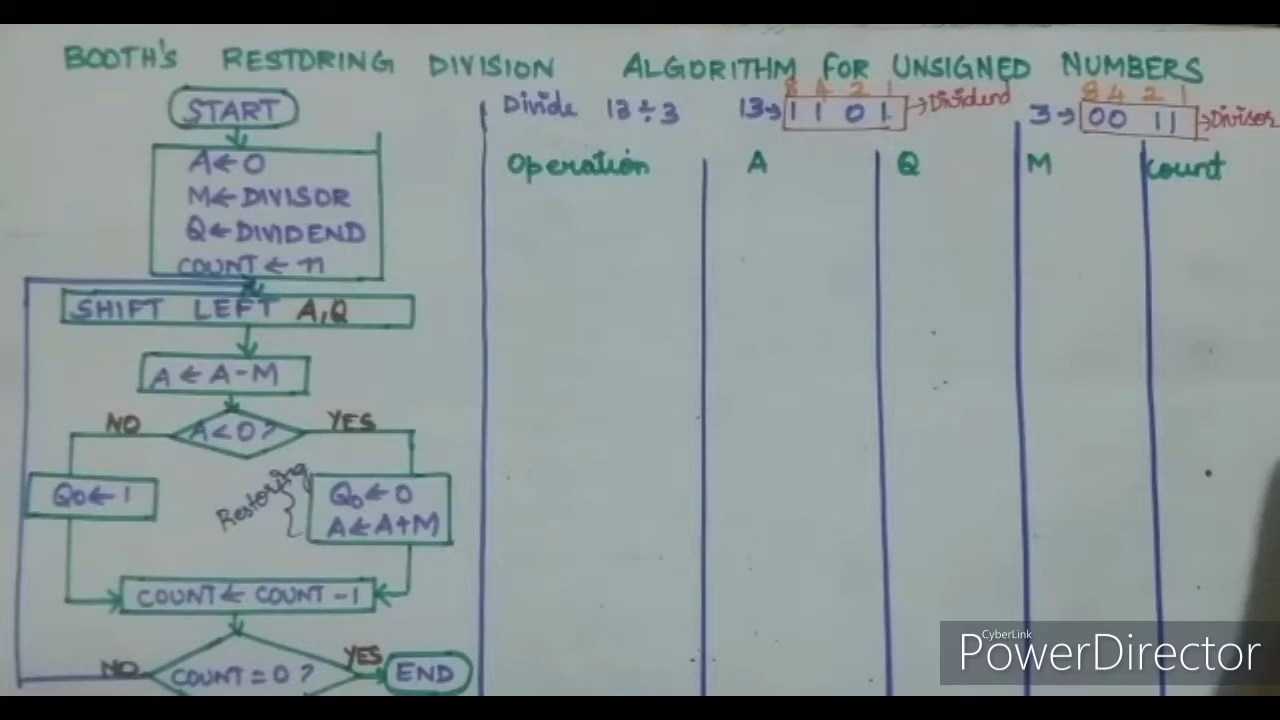 BOOTH'S RESTORING DIVISION ALGORITHM FOR UNSIGNED NUMBERS
START
A←0
M←DIVISOR
Q←DIVIDEND
COUNT ← n
SHIFT LEFT A,Q
A ← A-M
A<0?
NO
YES
Q0←1
Restoring
Q0←0
A←A+M
COUNT← COUNT -1
COUNT = 0?
NO
YES
END
8 4 2 1
Divide 13÷3 13→ 1 1 0 1 →Dividend
8 4 2 1
3→ 00 11 →Divisor
Operation A Q M count
CyberLink
PowerDirector